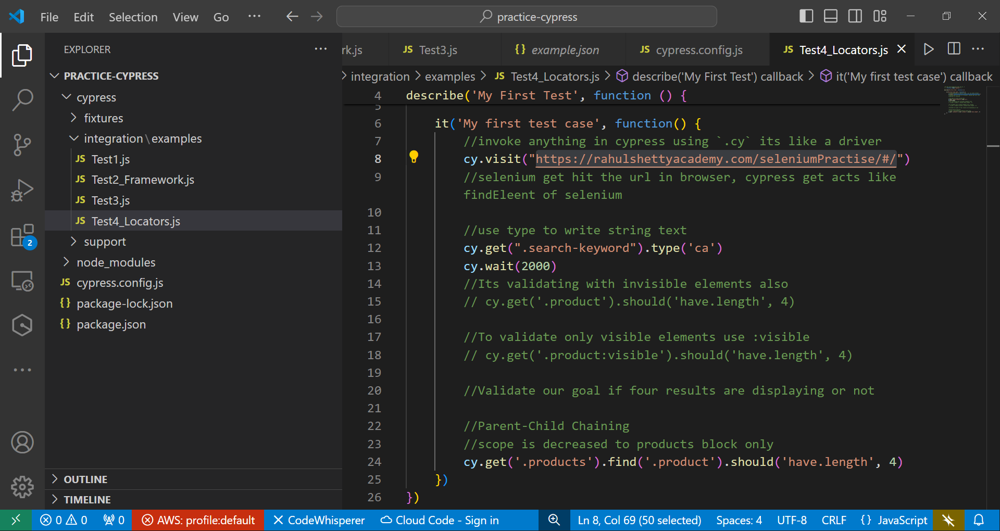 File Edit Selection View Go ··· practice-cypress
EXPLORER ···
PRACTICE-CYPRESS
cypress
fixtures
integration\examples
JS Test1.js
JS Test2_Framework.js
JS Test3.js
JS Test4_Locators.js
support
node_modules
JS cypress.config.js
{} package-lock.json
{} package.json
OUTLINE
TIMELINE
2
rk.js JS Test3.js {} example.json JS cypress.config.js JS Test4_Locators.js
integration > examples > JS Test4_Locators.js > describe('My First Test') callback > it('My first test case') callback
4 describe('My First Test', function () {
5
6 it('My first test case', function() {
7 //invoke anything in cypress using `.cy` its like a driver
8 cy.visit("https://rahulshettyacademy.com/seleniumPractise/#/")
9 //selenium get hit the url in browser, cypress get acts like
findEleent of selenium
10
11 //use type to write string text
12 cy.get(".search-keyword").type('ca')
13 cy.wait(2000)
14 //Its validating with invisible elements also
15 // cy.get('.product').should('have.length', 4)
16
17 //To validate only visible elements use :visible
18 // cy.get('.product:visible').should('have.length', 4)
19
20 //Validate our goal if four results are displaying or not
21
22 //Parent-Child Chaining
23 //scope is decreased to products block only
24 cy.get('.products').find('.product').should('have.length', 4)
25 })
26 })
0 0 0 AWS: profile:default CodeWhisperer Cloud Code - Sign in Ln 8, Col 69 (50 selected) Spaces: 4 UTF-8 CRLF {} JavaScript